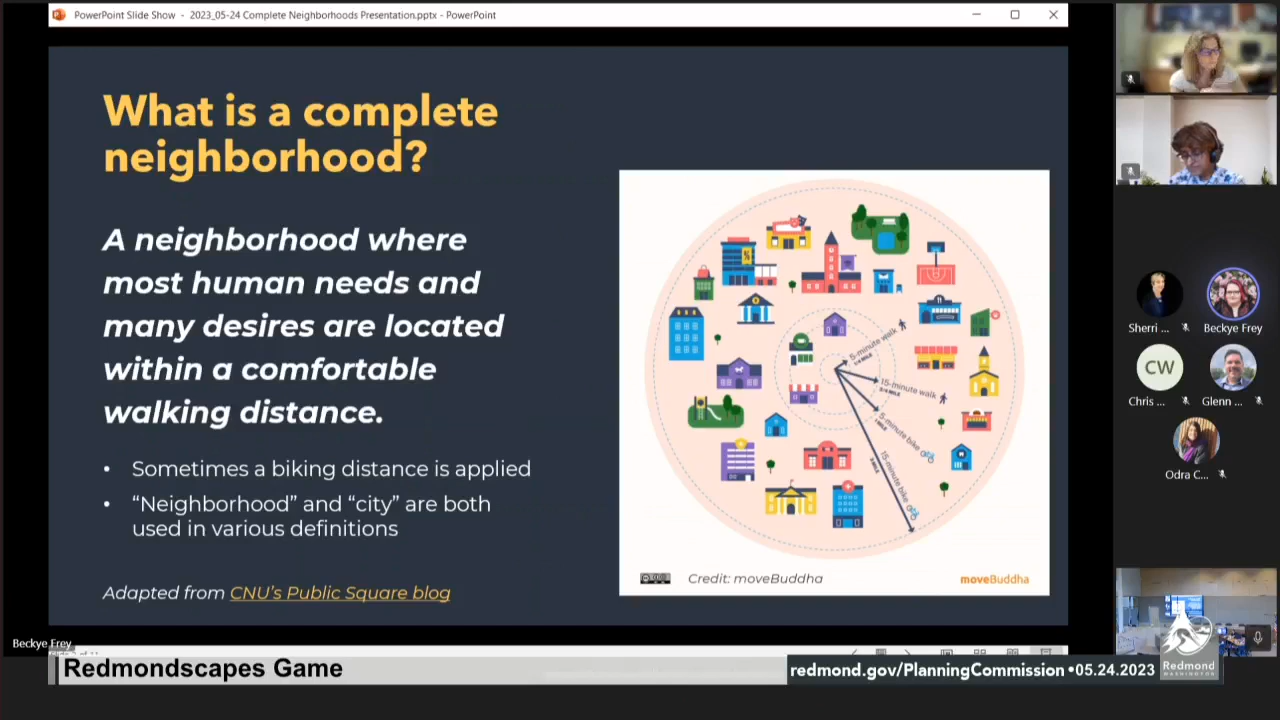 PowerPoint Slide Show - 2023_05-24 Complete Neighborhoods Presentation.pptx - PowerPoint
What is a complete
neighborhood?
A neighborhood where
most human needs and
many desires are located
within a comfortable
walking distance.
• Sometimes a biking distance is applied
• “Neighborhood” and “city” are both
used in various definitions
Adapted from CNU’s Public Square blog
5-minute walk
15-minute walk
5-minute bike
15-minute bike
Credit: moveBuddha
moveBuddha
Sherri ...
Beckye Frey
CW
Chris ...
Glenn ...
Odra C...
Beckye Frey
Redmondscapes Game
redmond.gov/PlanningCommission • 05.24.2023
Redmond
WASHINGTON